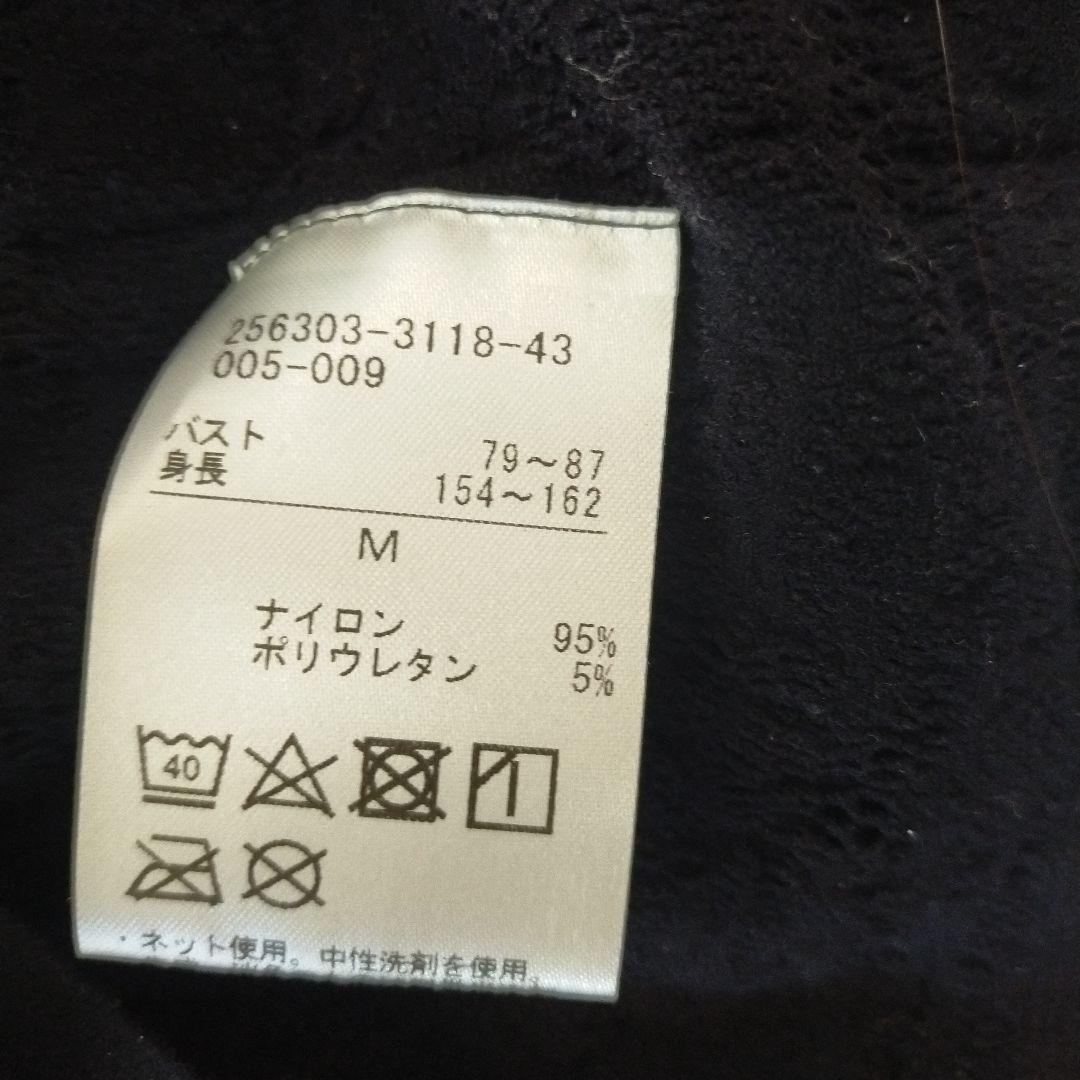 256303-3118-43
005-009
バスト 79～87
身長 154～162
M
ナイロン 95%
ポリウレタン 5%
40
・ネット使用。中性洗剤を使用。